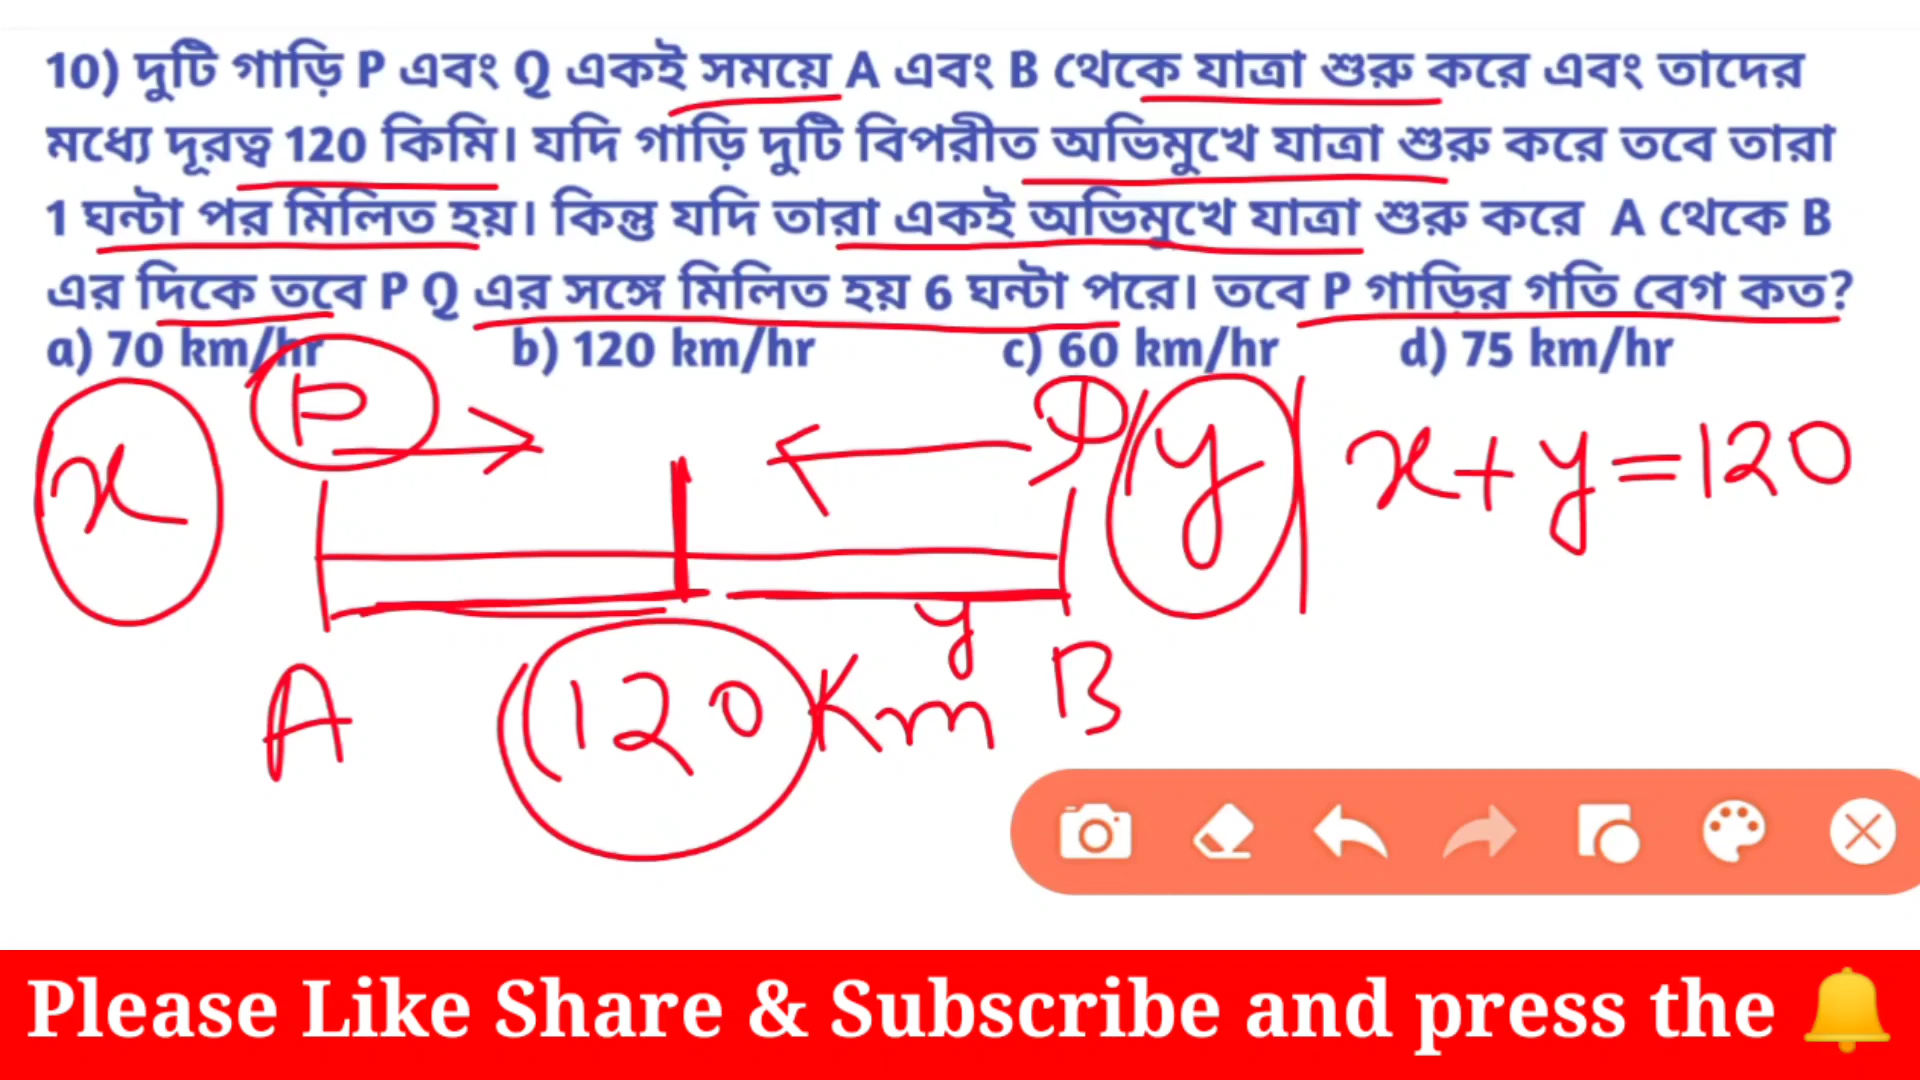 10) দুটি গাড়ি P এবং Q একই সময়ে A এবং B থেকে যাত্রা শুরু করে এবং তাদের
মধ্যে দূরত্ব 120 কিমি। যদি গাড়ি দুটি বিপরীত অভিমুখে যাত্রা শুরু করে তবে তারা
1 ঘন্টা পর মিলিত হয়। কিন্তু যদি তারা একই অভিমুখে যাত্রা শুরু করে A থেকে B
এর দিকে তবে P Q এর সঙ্গে মিলিত হয় 6 ঘন্টা পরে। তবে P গাড়ির গতি বেগ কত?
a) 70 km/hr b) 120 km/hr c) 60 km/hr d) 75 km/hr
x P y x+y=120
y
A 120 Km B
Please Like Share & Subscribe and press the 🔔